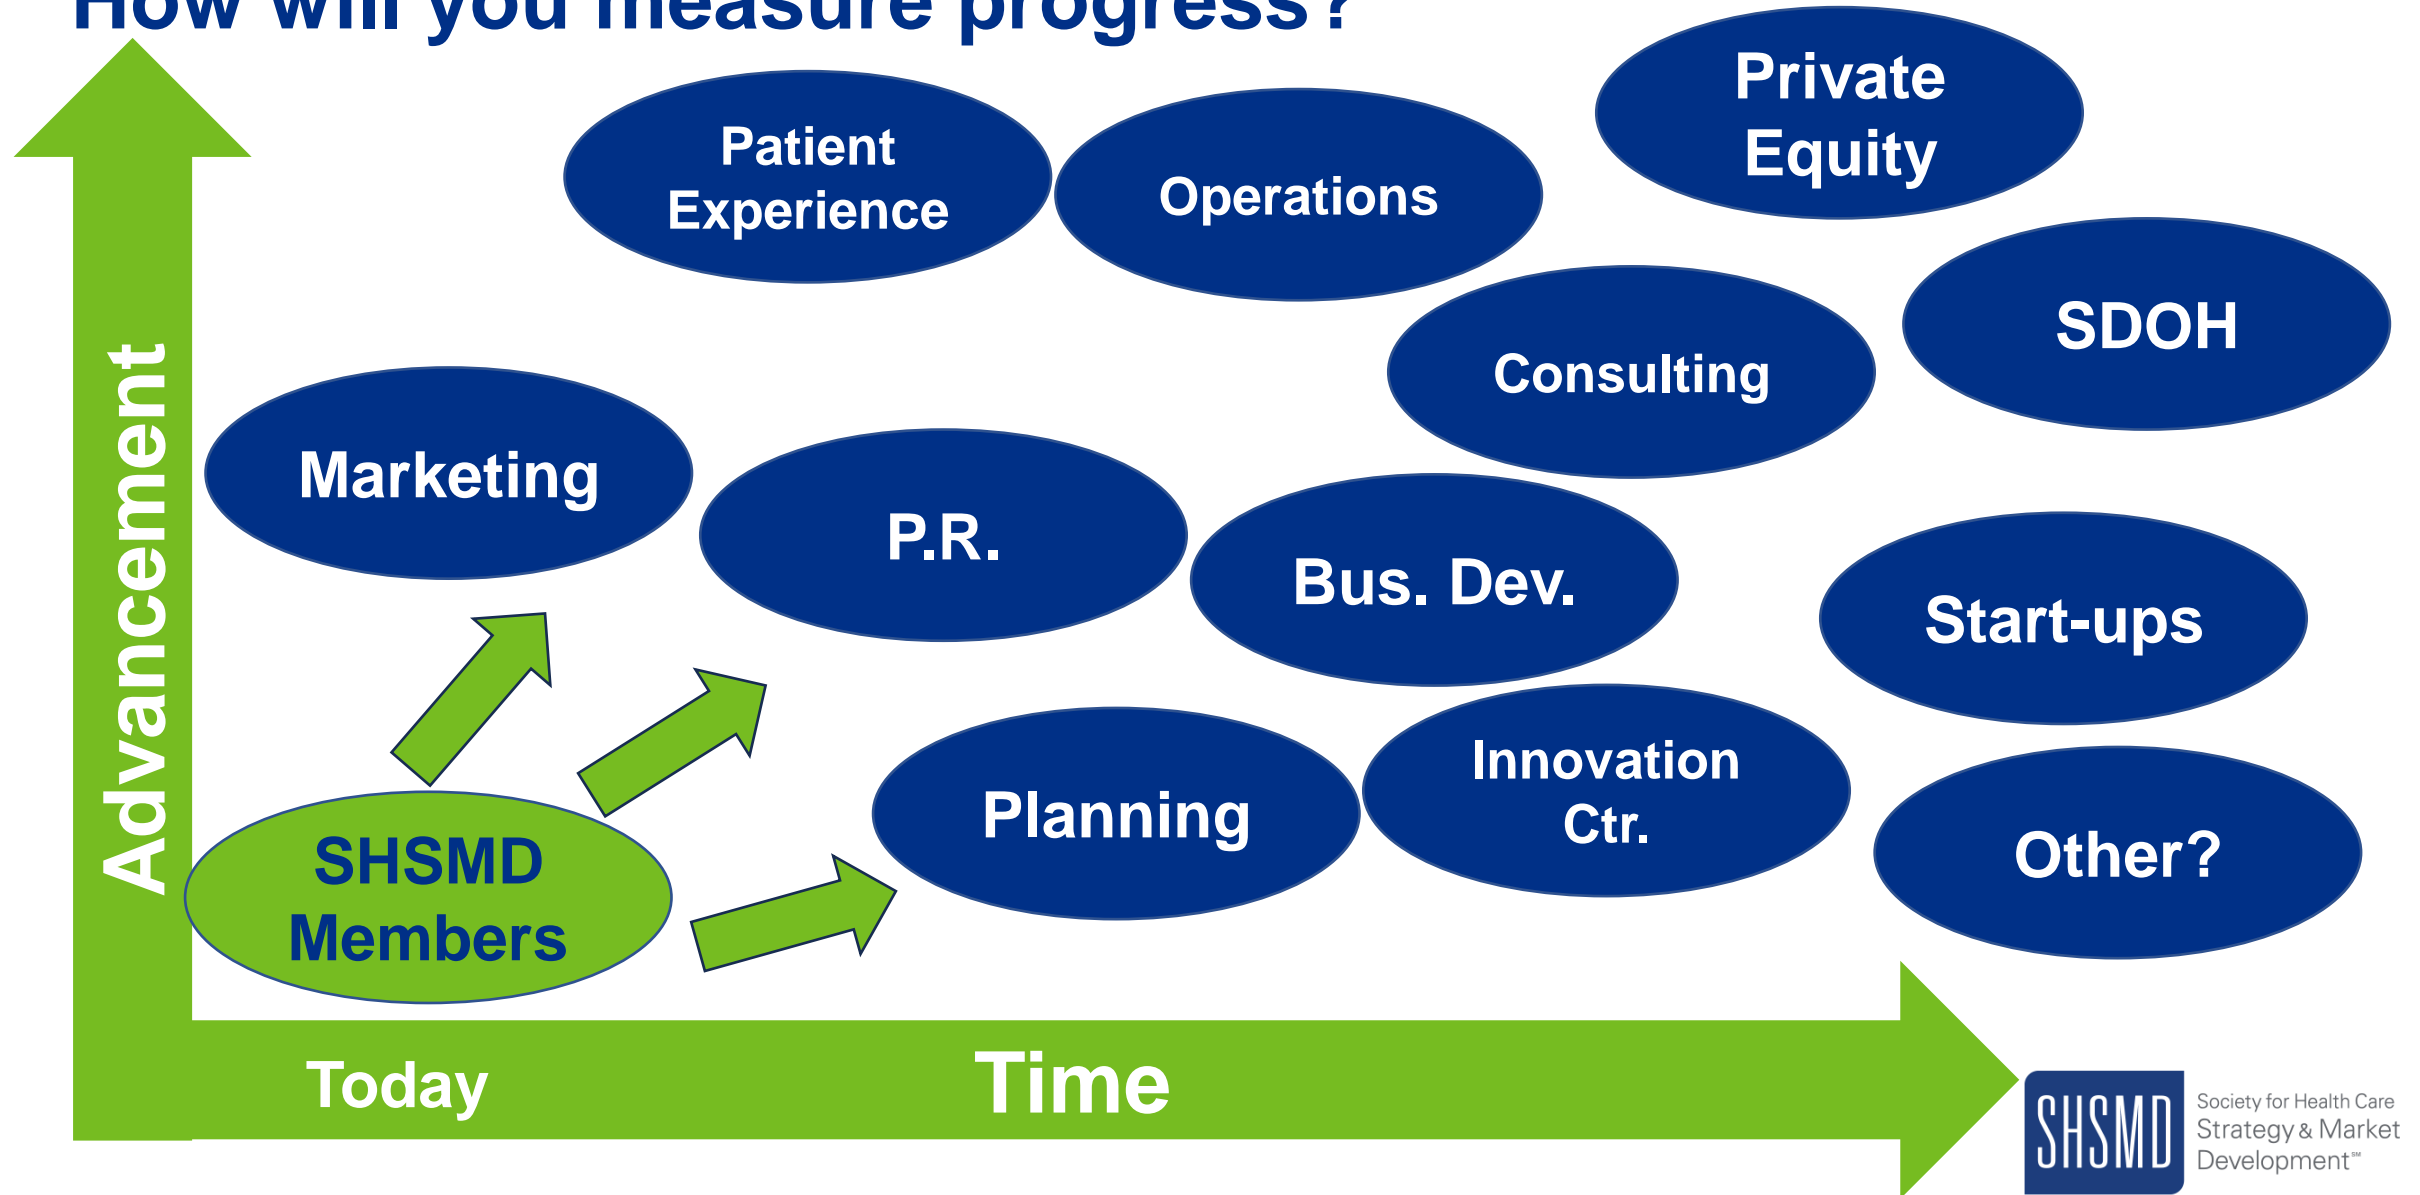 How will you measure progress?
Private
Equity
Patient
Experience
Operations
SDOH
Consulting
Marketing
P.R.
Bus. Dev.
Start-ups
Innovation
Ctr.
Planning
Other?
SHSMD
Members
Advancement
Today
Time
SHSMD
Society for Health Care
Strategy & Market
Development℠